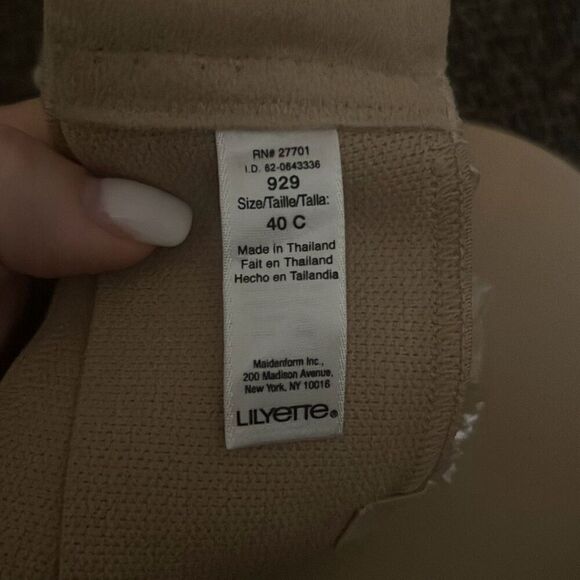 RN# 27701
I.D. 62-0643336
929
Size/Taille/Talla:
40 C
Made in Thailand
Fait en Thailand
Hecho en Tailandia
Maidenform Inc.,
200 Madison Avenue,
New York, NY 10016
LILYETTE®